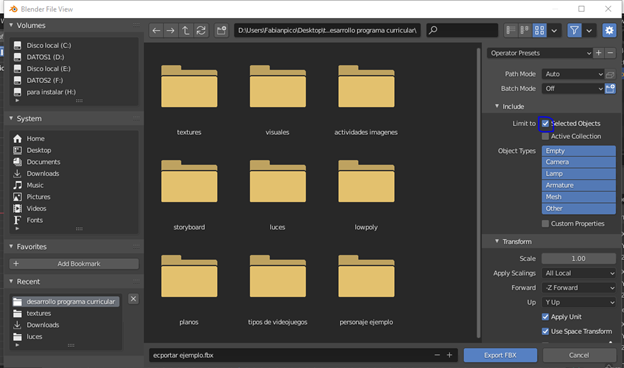 Blender File View
Volumes
Disco local (C:)
DATOS1 (D:)
Disco local (E:)
DATOS2 (F:)
para instalar (H:)
System
Home
Desktop
Documents
Downloads
Music
Pictures
Videos
Fonts
Favorites
Add Bookmark
Recent
desarrollo programa curricular
textures
Downloads
luces
D:\Users\Fabianpico\Desktop\t...esarrollo programa curricular\
textures
visuales
actividades imagenes
storyboard
luces
lowpoly
planos
tipos de videojuegos
personaje ejemplo
ecportar ejemplo.fbx
Operator Presets
Path Mode Auto
Batch Mode Off
Include
Limit to Selected Objects
Active Collection
Object Types Empty
Camera
Lamp
Armature
Mesh
Other
Custom Properties
Transform
Scale 1.00
Apply Scalings All Local
Forward -Z Forward
Up Y Up
Apply Unit
Use Space Transform
Export FBX
Cancel